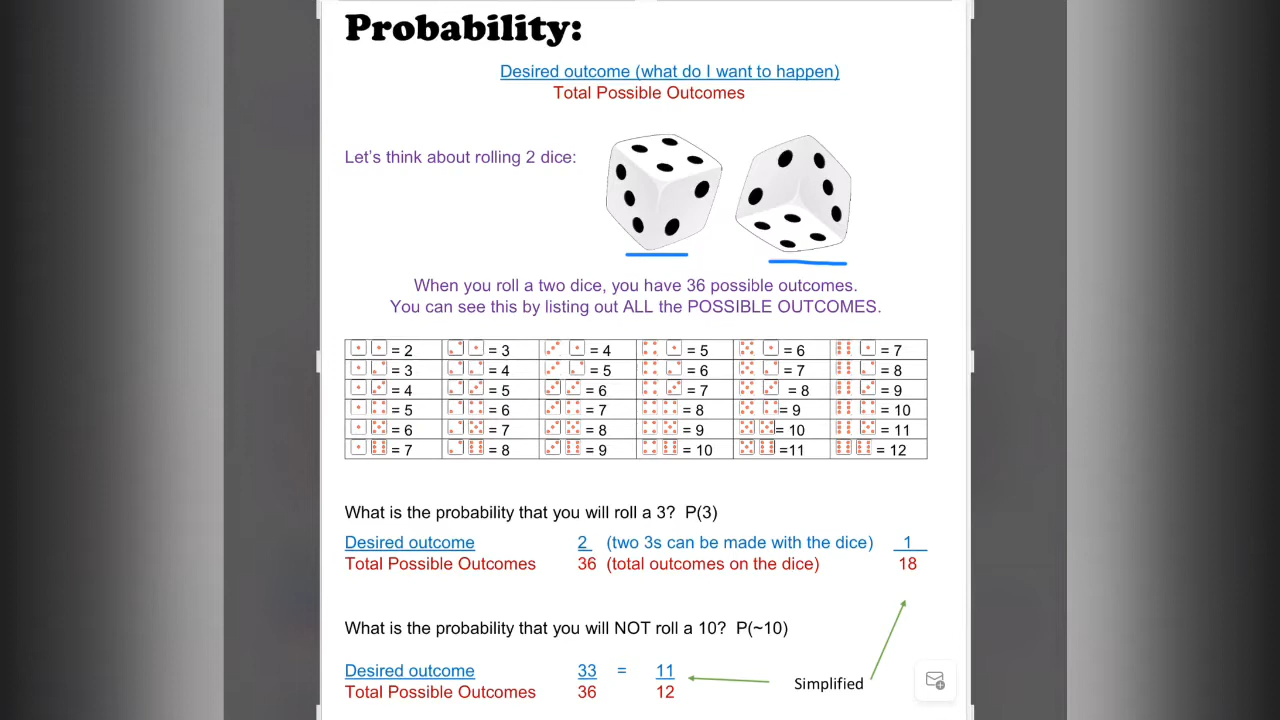 Probability:
Desired outcome (what do I want to happen)
Total Possible Outcomes
Let's think about rolling 2 dice:
When you roll a two dice, you have 36 possible outcomes.
You can see this by listing out ALL the POSSIBLE OUTCOMES.
= 2 = 3 = 4 = 5 = 6 = 7
= 3 = 4 = 5 = 6 = 7 = 8
= 4 = 5 = 6 = 7 = 8 = 9
= 5 = 6 = 7 = 8 = 9 = 10
= 6 = 7 = 8 = 9 = 10 = 11
= 7 = 8 = 9 = 10 =11 = 12
What is the probability that you will roll a 3? P(3)
Desired outcome 2 (two 3s can be made with the dice) 1
Total Possible Outcomes 36 (total outcomes on the dice) 18
What is the probability that you will NOT roll a 10? P(~10)
Desired outcome 33 = 11
Total Possible Outcomes 36 12
Simplified